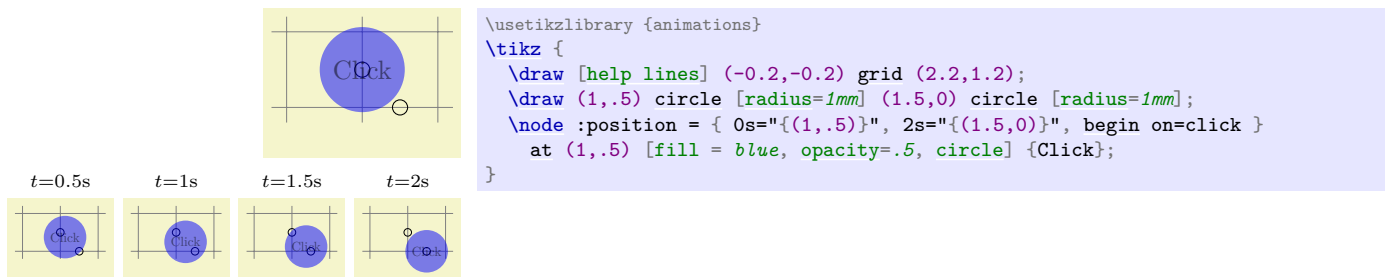 Click
t=0.5s
t=1s
t=1.5s
t=2s
Click
Click
Click
Click
\usetikzlibrary {animations}
\tikz {
  \draw [help lines] (-0.2,-0.2) grid (2.2,1.2);
  \draw (1,.5) circle [radius=1mm] (1.5,0) circle [radius=1mm];
  \node :position = { 0s="{(1,.5)}", 2s="{(1.5,0)}", begin on=click }
    at (1,.5) [fill = blue, opacity=.5, circle] {Click};
}